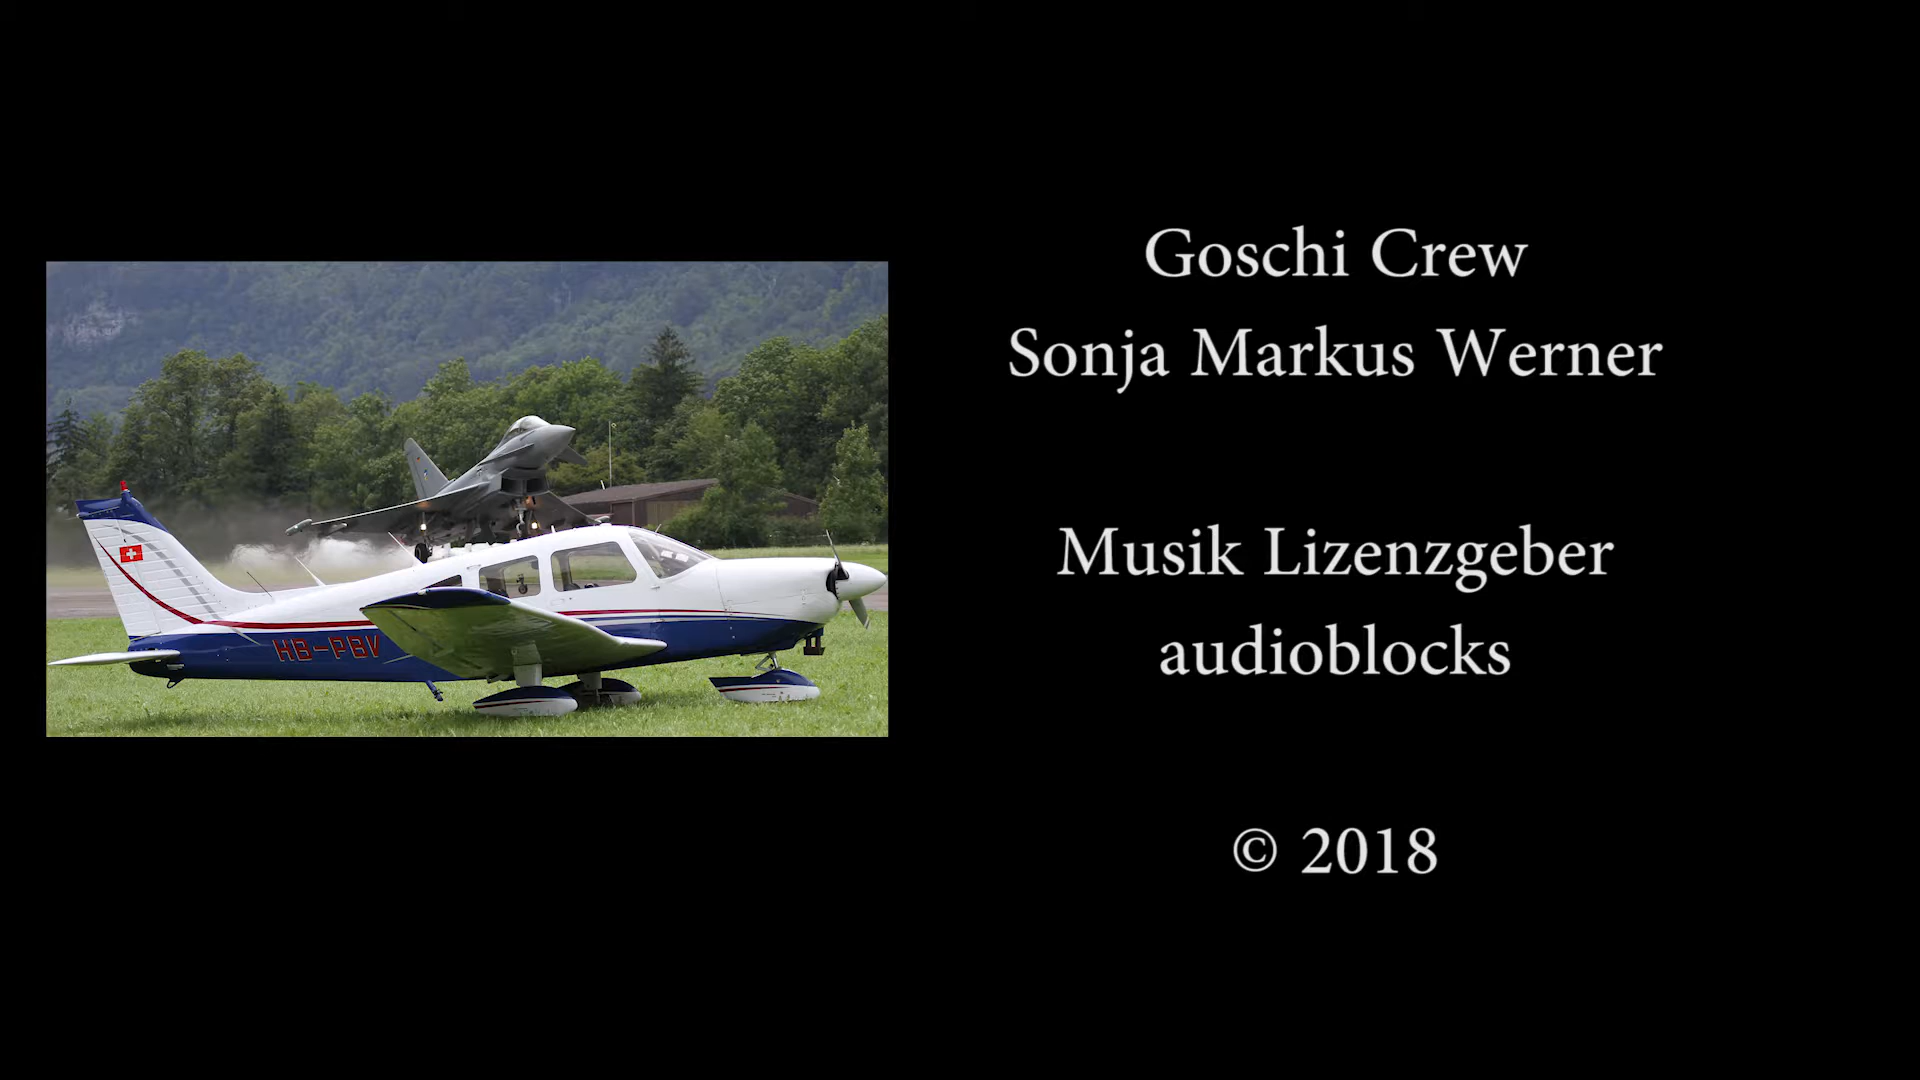 HB-PBV
Goschi Crew
Sonja Markus Werner
Musik Lizenzgeber
audioblocks
© 2018